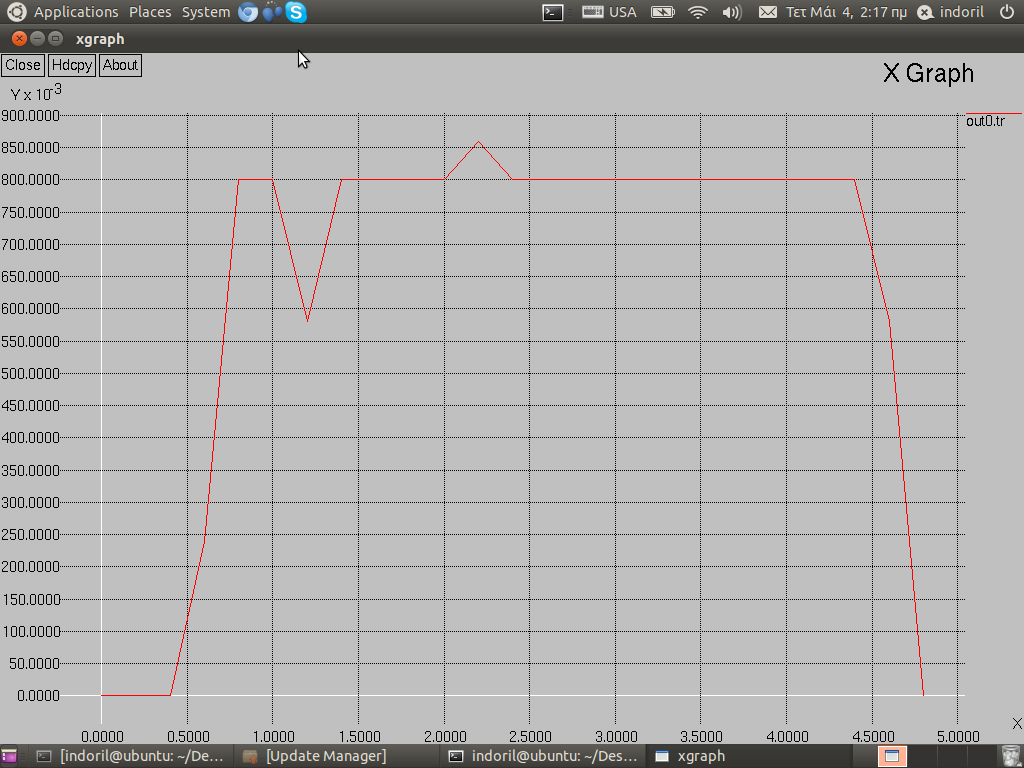 Applications Places System USA Τετ Μάι 4, 2:17 πμ indoril
xgraph
Close Hdcpy About
X Graph
Y x 10-3
900.0000
out0.tr
850.0000
800.0000
750.0000
700.0000
650.0000
600.0000
550.0000
500.0000
450.0000
400.0000
350.0000
300.0000
250.0000
200.0000
150.0000
100.0000
50.0000
0.0000
X
0.0000 0.5000 1.0000 1.5000 2.0000 2.5000 3.0000 3.5000 4.0000 4.5000 5.0000
[indoril@ubuntu: ~/Des... [Update Manager] indoril@ubuntu: ~/Des... xgraph